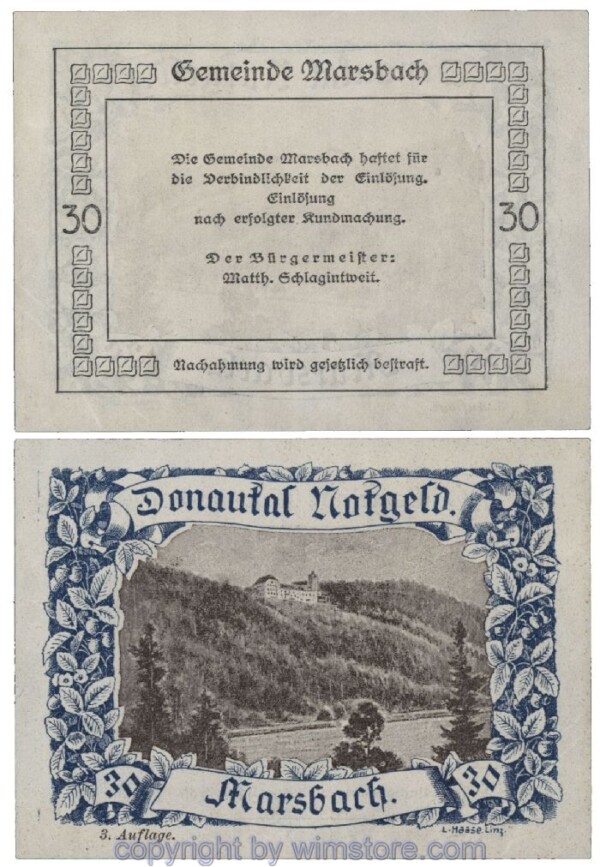 Gemeinde Marsbach
Die Gemeinde Marsbach haftet für
die Verbindlichkeit der Einlösung.
Einlösung
nach erfolgter Kundmachung.
30
30
Der Bürgermeister:
Matth. Schlagintweit.
Nachahmung wird gesetzlich bestraft.
Donautal Notgeld.
30
Marsbach.
30
3. Auflage.
L. Haase. Linz.
copyright by wimstore.com